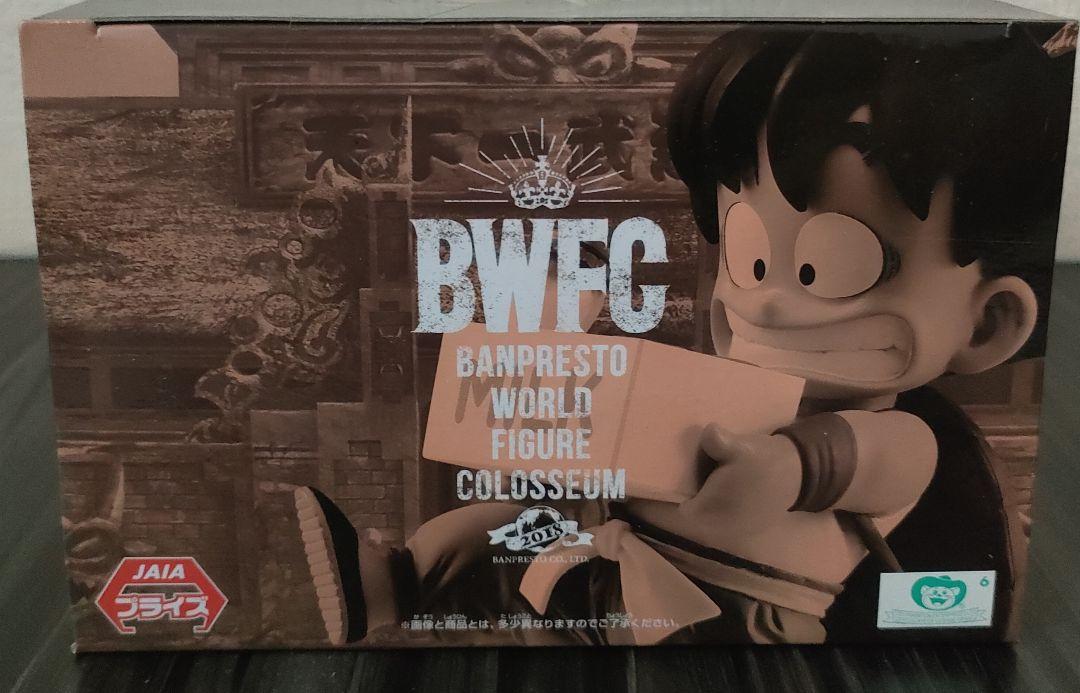 天下一武
BWFC
BANPRESTO
WORLD
FIGURE
COLOSSEUM
MILK
2018
BANPRESTO CO., LTD.
JAIA
プライズ
6
※画像と商品とは、多少異なりますのでご了承ください。